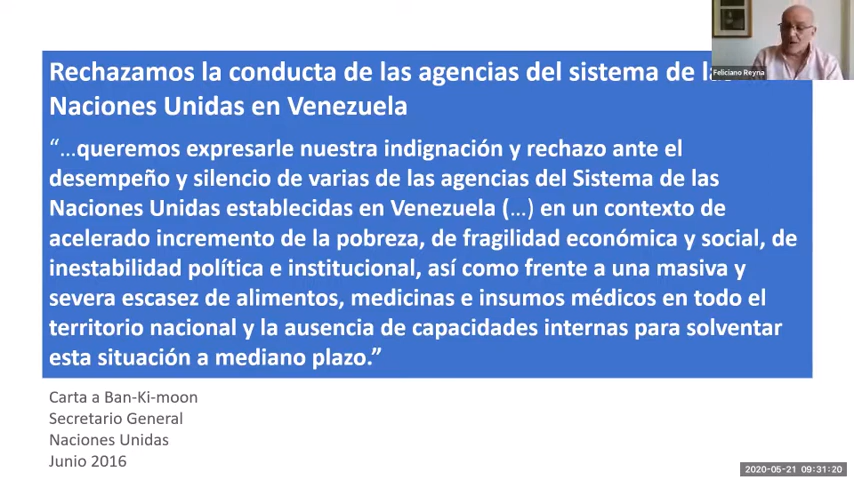 Rechazamos la conducta de las agencias del sistema de
Naciones Unidas en Venezuela
“…queremos expresarle nuestra indignación y rechazo ante el
desempeño y silencio de varias de las agencias del Sistema de las
Naciones Unidas establecidas en Venezuela (…) en un contexto de
acelerado incremento de la pobreza, de fragilidad económica y social, de
inestabilidad política e institucional, así como frente a una masiva y
severa escasez de alimentos, medicinas e insumos médicos en todo el
territorio nacional y la ausencia de capacidades internas para solventar
esta situación a mediano plazo.”
Carta a Ban-Ki-moon
Secretario General
Naciones Unidas
Junio 2016
Feliciano Reyna
2020-05-21 09:31:20